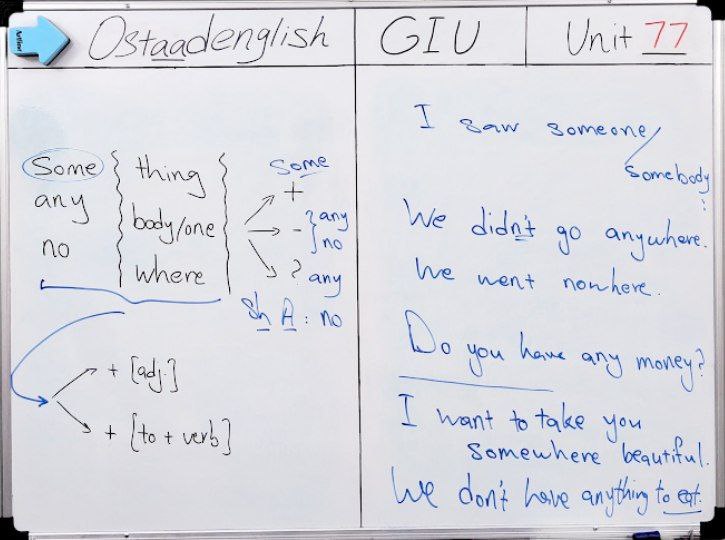 Artline
Ostaadenglish
GIU
Unit 77
Some
any
no
thing
body/one
where
some
+
- any
no
? any
Sh A : no
+ [adj.]
+ [to + verb]
I saw someone/
somebody
We didn't go anywhere.
We went nowhere.
Do you have any money?
I want to take you
somewhere beautiful.
We don't have anything to eat.